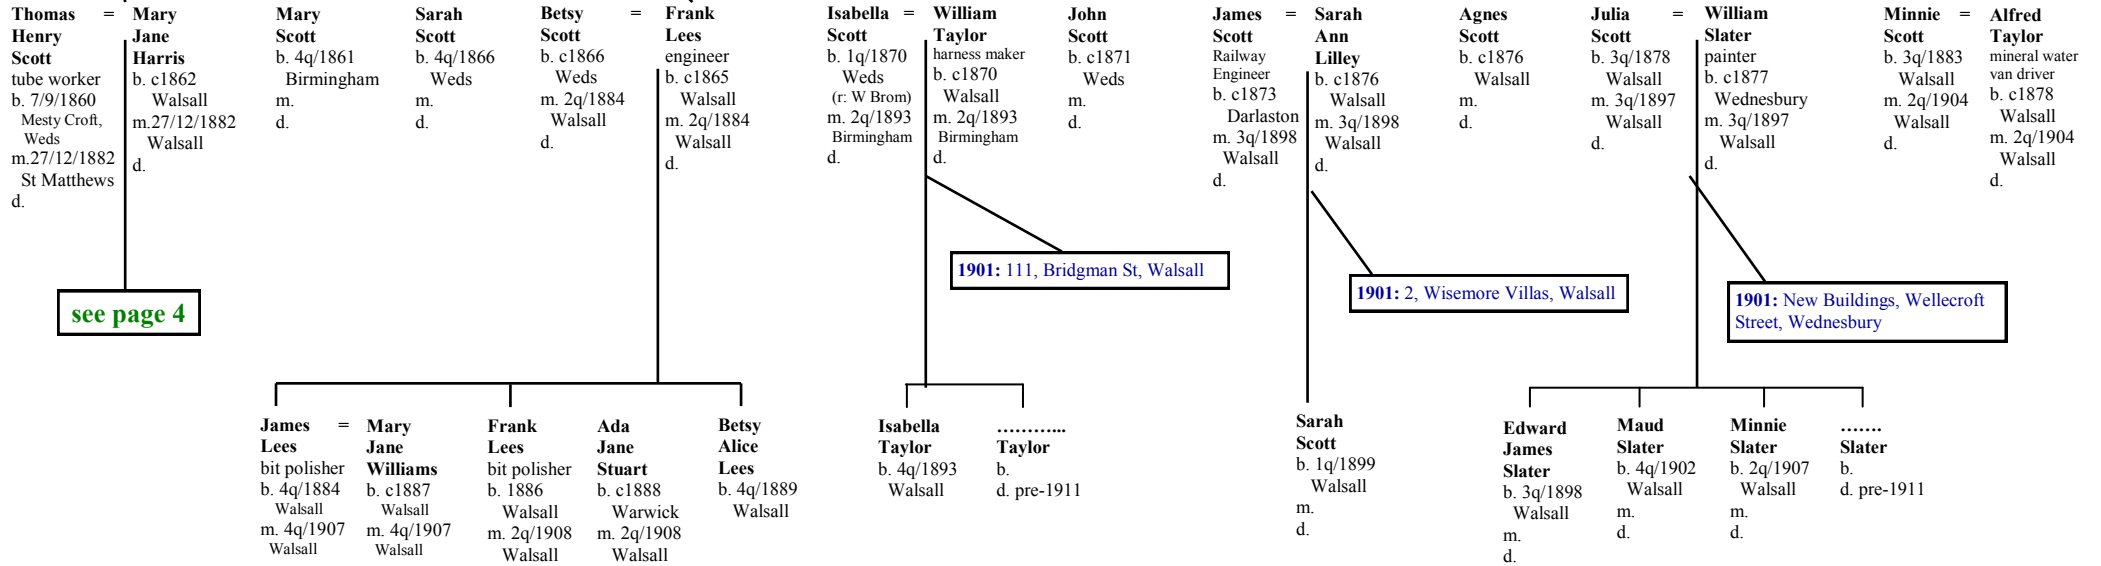 Thomas =
Henry
Scott
tube worker
b. 7/9/1860
Mesty Croft,
Weds
m.27/12/1882
St Matthews
d.
Mary
Jane
Harris
b. c1862
Walsall
m.27/12/1882
Walsall
d.
Mary
Scott
b. 4q/1861
Birmingham
m.
d.
Sarah
Scott
b. 4q/1866
Weds
m.
d.
Betsy =
Scott
b. c1866
Weds
m. 2q/1884
Walsall
d.
Frank
Lees
engineer
b. c1865
Walsall
m. 2q/1884
Walsall
d.
Isabella =
Scott
b. 1q/1870
Weds
(r: W Brom)
m. 2q/1893
Birmingham
d.
William
Taylor
harness maker
b. c1870
Walsall
m. 2q/1893
Birmingham
d.
John
Scott
b. c1871
Weds
m.
d.
James =
Scott
Railway
Engineer
b. c1873
Darlaston
m. 3q/1898
Walsall
d.
Sarah
Ann
Lilley
b. c1876
Walsall
m. 3q/1898
Walsall
d.
Agnes
Scott
b. c1876
Walsall
m.
d.
Julia =
Scott
b. 3q/1878
Walsall
m. 3q/1897
Walsall
d.
William
Slater
painter
b. c1877
Wednesbury
m. 3q/1897
Walsall
d.
Minnie =
Scott
b. 3q/1883
Walsall
m. 2q/1904
Walsall
d.
Alfred
Taylor
mineral water
van driver
b. c1878
Walsall
m. 2q/1904
Walsall
d.
see page 4
1901: 111, Bridgman St, Walsall
1901: 2, Wisemore Villas, Walsall
1901: New Buildings, Wellecroft
Street, Wednesbury
James =
Lees
bit polisher
b. 4q/1884
Walsall
m. 4q/1907
Walsall
Mary
Jane
Williams
b. c1887
Walsall
m. 4q/1907
Walsall
Frank
Lees
bit polisher
b. 1886
Walsall
m. 2q/1908
Walsall
Ada
Jane
Stuart
b. c1888
Warwick
m. 2q/1908
Walsall
Betsy
Alice
Lees
b. 4q/1889
Walsall
Isabella
Taylor
b. 4q/1893
Walsall
………...
Taylor
b.
d. pre-1911
Sarah
Scott
b. 1q/1899
Walsall
m.
d.
Edward
James
Slater
b. 3q/1898
Walsall
m.
d.
Maud
Slater
b. 4q/1902
Walsall
m.
d.
Minnie
Slater
b. 2q/1907
Walsall
m.
d.
…….
Slater
b.
d. pre-1911